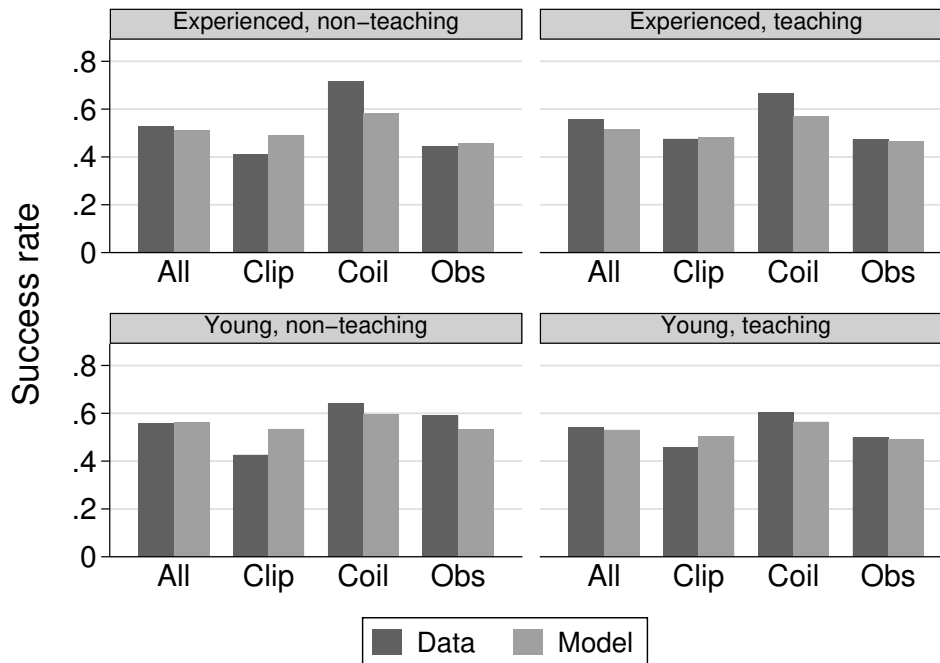 Success rate
Experienced, non−teaching
Experienced, teaching
.8
.6
.4
.2
0
All Clip Coil Obs
All Clip Coil Obs
Young, non−teaching
Young, teaching
.8
.6
.4
.2
0
All Clip Coil Obs
All Clip Coil Obs
Data Model